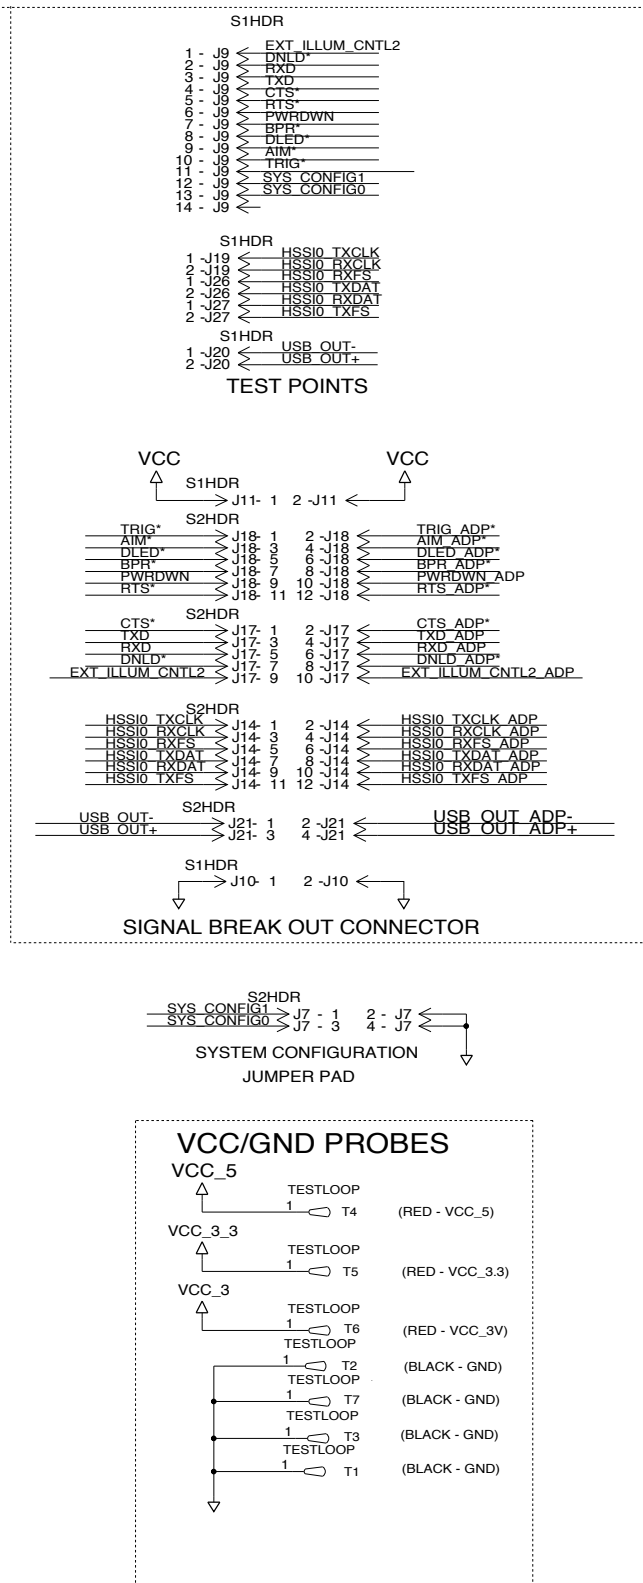 S1HDR
1 - J9 EXT_ILLUM_CNTL2
2 - J9 DNLD*
3 - J9 RXD
4 - J9 TXD
5 - J9 CTS*
6 - J9 RTS*
7 - J9 PWRDWN
8 - J9 BPR*
9 - J9 DLED*
10 - J9 AIM*
11 - J9 TRIG*
12 - J9 SYS_CONFIG1
13 - J9 SYS_CONFIG0
14 - J9
S1HDR
1 -J19 HSSI0_TXCLK
2 -J19 HSSI0_RXCLK
1 -J26 HSSI0_RXFS
2 -J26 HSSI0_TXDAT
1 -J27 HSSI0_RXDAT
2 -J27 HSSI0_TXFS
S1HDR
1 -J20 USB_OUT-
2 -J20 USB_OUT+
TEST POINTS
VCC VCC
S1HDR
J11- 1 2 -J11
S2HDR
TRIG* J18- 1 2 -J18 TRIG_ADP*
AIM* J18- 3 4 -J18 AIM_ADP*
DLED* J18- 5 6 -J18 DLED_ADP*
BPR* J18- 7 8 -J18 BPR_ADP*
PWRDWN J18- 9 10 -J18 PWRDWN_ADP
RTS* J18- 11 12 -J18 RTS_ADP*
S2HDR
CTS* J17- 1 2 -J17 CTS_ADP*
TXD J17- 3 4 -J17 TXD_ADP
RXD J17- 5 6 -J17 RXD_ADP
DNLD* J17- 7 8 -J17 DNLD_ADP*
EXT_ILLUM_CNTL2 J17- 9 10 -J17 EXT_ILLUM_CNTL2_ADP
S2HDR
HSSI0_TXCLK J14- 1 2 -J14 HSSI0_TXCLK_ADP
HSSI0_RXCLK J14- 3 4 -J14 HSSI0_RXCLK_ADP
HSSI0_RXFS J14- 5 6 -J14 HSSI0_RXFS_ADP
HSSI0_TXDAT J14- 7 8 -J14 HSSI0_TXDAT_ADP
HSSI0_RXDAT J14- 9 10 -J14 HSSI0_RXDAT_ADP
HSSI0_TXFS J14- 11 12 -J14 HSSI0_TXFS_ADP
S2HDR
USB_OUT- J21- 1 2 -J21 USB_OUT_ADP-
USB_OUT+ J21- 3 4 -J21 USB_OUT_ADP+
S1HDR
J10- 1 2 -J10
SIGNAL BREAK OUT CONNECTOR
S2HDR
SYS_CONFIG1 J7 - 1 2 - J7
SYS_CONFIG0 J7 - 3 4 - J7
SYSTEM CONFIGURATION
JUMPER PAD
VCC/GND PROBES
VCC_5
TESTLOOP
1 T4 (RED - VCC_5)
VCC_3_3
TESTLOOP
1 T5 (RED - VCC_3.3)
VCC_3
TESTLOOP
1 T6 (RED - VCC_3V)
TESTLOOP
1 T2 (BLACK - GND)
TESTLOOP
1 T7 (BLACK - GND)
TESTLOOP
1 T3 (BLACK - GND)
TESTLOOP
1 T1 (BLACK - GND)